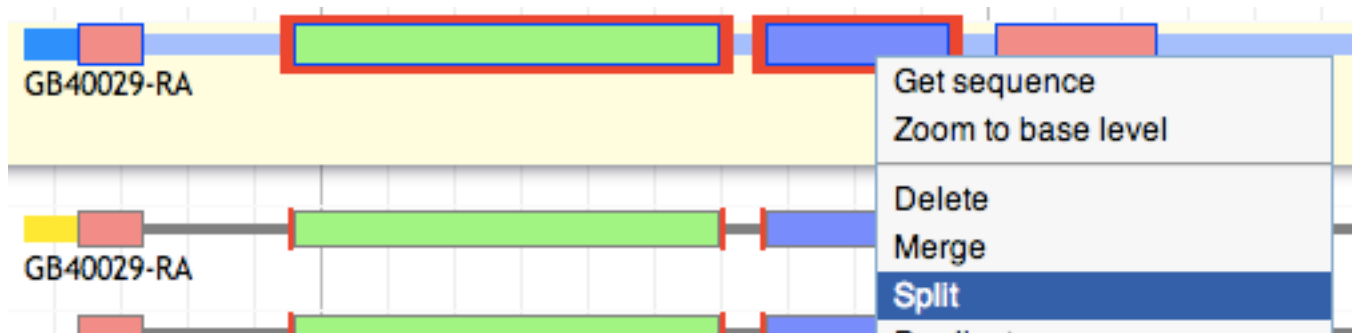 GB40029-RA
Get sequence
Zoom to base level
Delete
Merge
GB40029-RA
Split